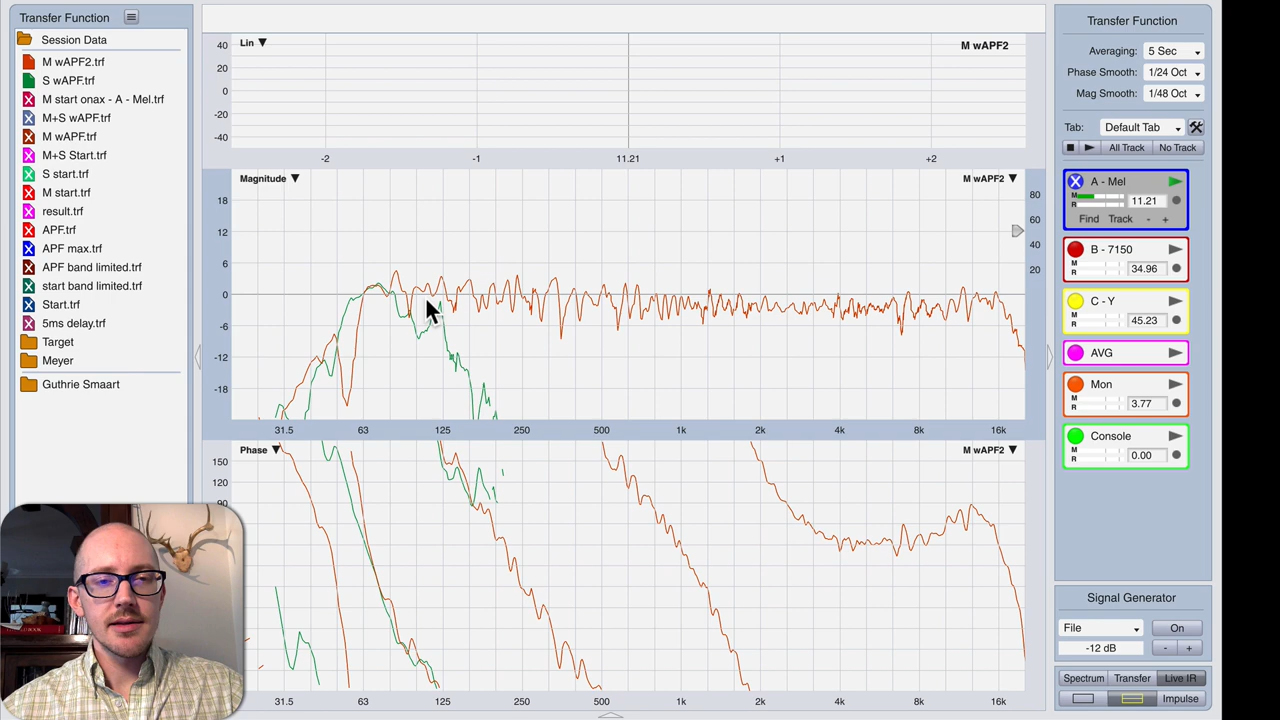 Transfer Function
Session Data
M wAPF2.trf
S wAPF.trf
M start onax - A - Mel.trf
M+S wAPF.trf
M wAPF.trf
M+S Start.trf
S start.trf
M start.trf
result.trf
APF.trf
APF max.trf
APF band limited.trf
start band limited.trf
Start.trf
5ms delay.trf
Target
Meyer
Guthrie Smaart
Lin ▼
M wAPF2
40
20
0
-20
-40
-2
-1
11.21
+1
+2
Magnitude ▼
M wAPF2 ▼
18
12
6
0
-6
-12
-18
80
60
40
20
31.5
63
125
250
500
1k
2k
4k
8k
16k
Phase ▼
M wAPF2 ▼
150
120
90
31.5
63
125
250
500
1k
2k
4k
8k
16k
Transfer Function
Averaging: 5 Sec
Phase Smooth: 1/24 Oct
Mag Smooth: 1/48 Oct
Tab: Default Tab
All Track
No Track
A - Mel
M
R
11.21
Find Track - +
B - 7150
M
R
34.96
C - Y
M
R
45.23
AVG
Mon
M
R
3.77
Console
M
R
0.00
Signal Generator
File
On
-12 dB
- +
Spectrum Transfer Live IR
Impulse